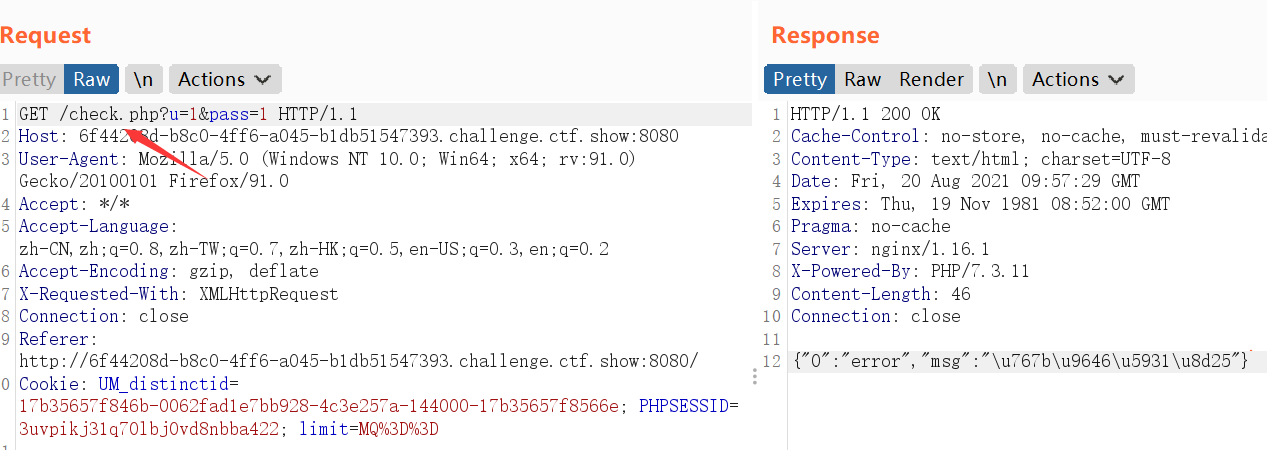 Request
Pretty Raw \n Actions
1 GET /check.php?u=1&pass=1 HTTP/1.1
2 Host: 6f44208d-b8c0-4ff6-a045-b1db51547393.challenge.ctf.show:8080
3 User-Agent: Mozilla/5.0 (Windows NT 10.0; Win64; x64; rv:91.0)
Gecko/20100101 Firefox/91.0
4 Accept: */*
5 Accept-Language:
zh-CN,zh;q=0.8,zh-TW;q=0.7,zh-HK;q=0.5,en-US;q=0.3,en;q=0.2
6 Accept-Encoding: gzip, deflate
7 X-Requested-With: XMLHttpRequest
8 Connection: close
9 Referer:
http://6f44208d-b8c0-4ff6-a045-b1db51547393.challenge.ctf.show:8080/
0 Cookie: UM_distinctid=
17b35657f846b-0062fad1e7bb928-4c3e257a-144000-17b35657f8566e; PHPSESSID=
3uvpikj31q70lbj0vd8nbba422; limit=MQ%3D%3D
Response
Pretty Raw Render \n Actions
1 HTTP/1.1 200 OK
2 Cache-Control: no-store, no-cache, must-revalida
3 Content-Type: text/html; charset=UTF-8
4 Date: Fri, 20 Aug 2021 09:57:29 GMT
5 Expires: Thu, 19 Nov 1981 08:52:00 GMT
6 Pragma: no-cache
7 Server: nginx/1.16.1
8 X-Powered-By: PHP/7.3.11
9 Content-Length: 46
10 Connection: close
11
12 {"0":"error","msg":"\u767b\u9646\u5931\u8d25"}